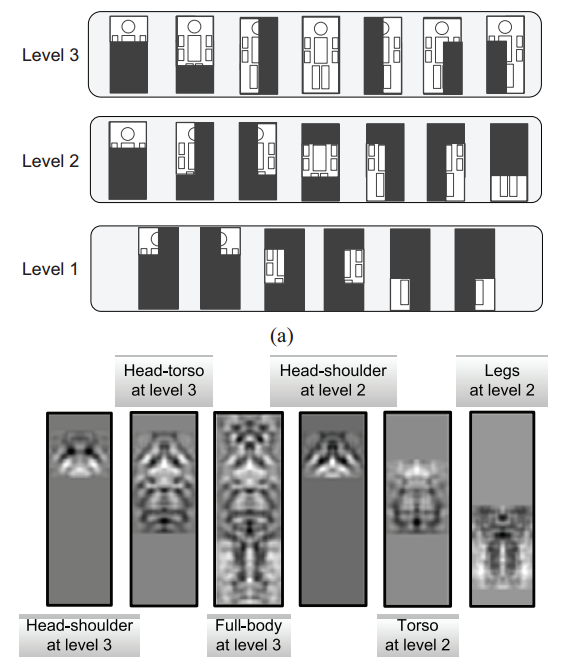 Level 3
Level 2
Level 1
(a)
Head-torso
at level 3
Head-shoulder
at level 2
Legs
at level 2
Head-shoulder
at level 3
Full-body
at level 3
Torso
at level 2